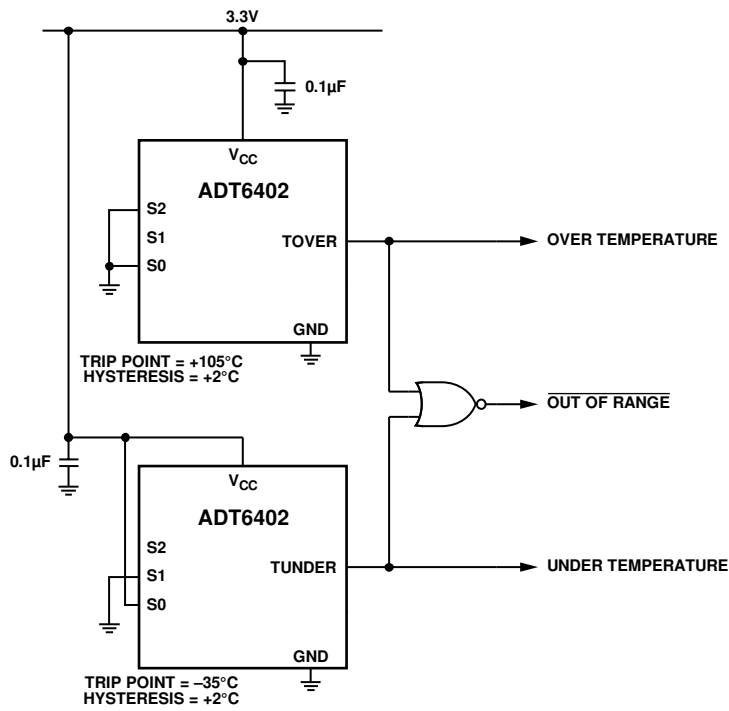 3.3V
0.1µF
VCC
ADT6402
S2
S1
S0
TOVER
OVER TEMPERATURE
GND
TRIP POINT = +105°C
HYSTERESIS = +2°C
OUT OF RANGE
0.1µF
VCC
ADT6402
S2
S1
S0
TUNDER
UNDER TEMPERATURE
GND
TRIP POINT = –35°C
HYSTERESIS = +2°C